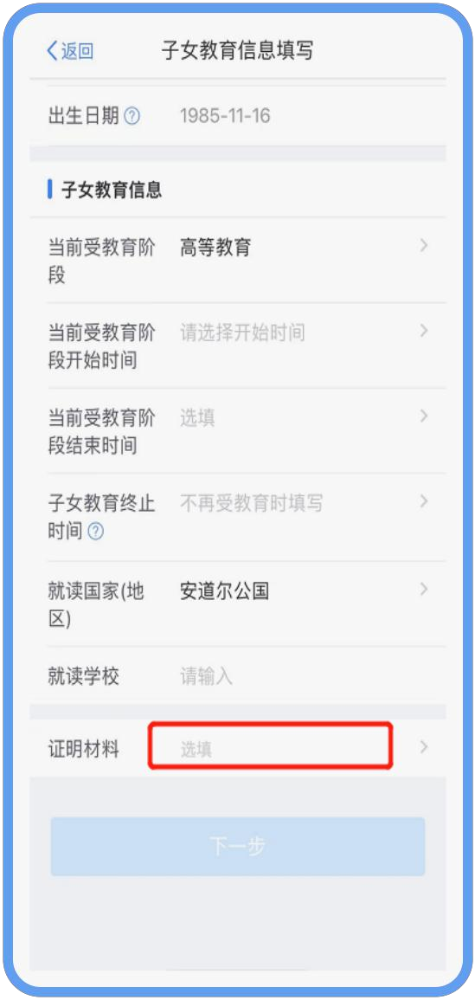 返回 子女教育信息填写
出生日期 ? 1985-11-16
子女教育信息
当前受教育阶 高等教育
段
当前受教育阶 请选择开始时间
段开始时间
当前受教育阶 选填
段结束时间
子女教育终止 不再受教育时填写
时间 ?
就读国家(地 安道尔公国
区)
就读学校 请输入
证明材料 选填
下一步